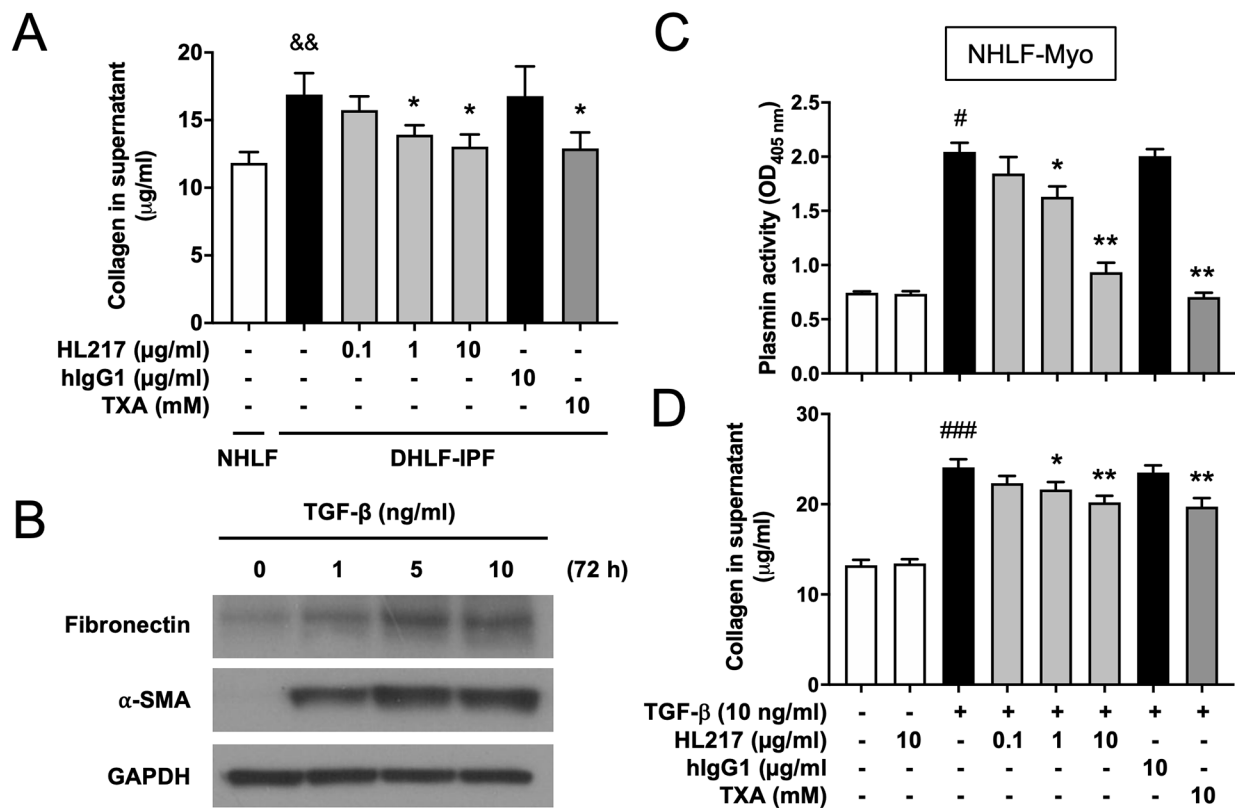 A
&&
*
*
*
Collagen in supernatant
(µg/ml)
20
15
10
5
0
HL217 (µg/ml) - - 0.1 1 10 - -
hIgG1 (µg/ml) - - - - - 10 -
TXA (mM) - - - - - - 10
NHLF DHLF-IPF
B
TGF-β (ng/ml)
0 1 5 10 (72 h)
Fibronectin
α-SMA
GAPDH
C
NHLF-Myo
Plasmin activity (OD405 nm)
2.5
2.0
1.5
1.0
0.5
0.0
#
*
**
**
D
Collagen in supernatant
(µg/ml)
30
20
10
0
###
*
**
**
TGF-β (10 ng/ml) - - + + + + + +
HL217 (µg/ml) - 10 - 0.1 1 10 - -
hIgG1 (µg/ml - - - - - - 10 -
TXA (mM) - - - - - - - 10